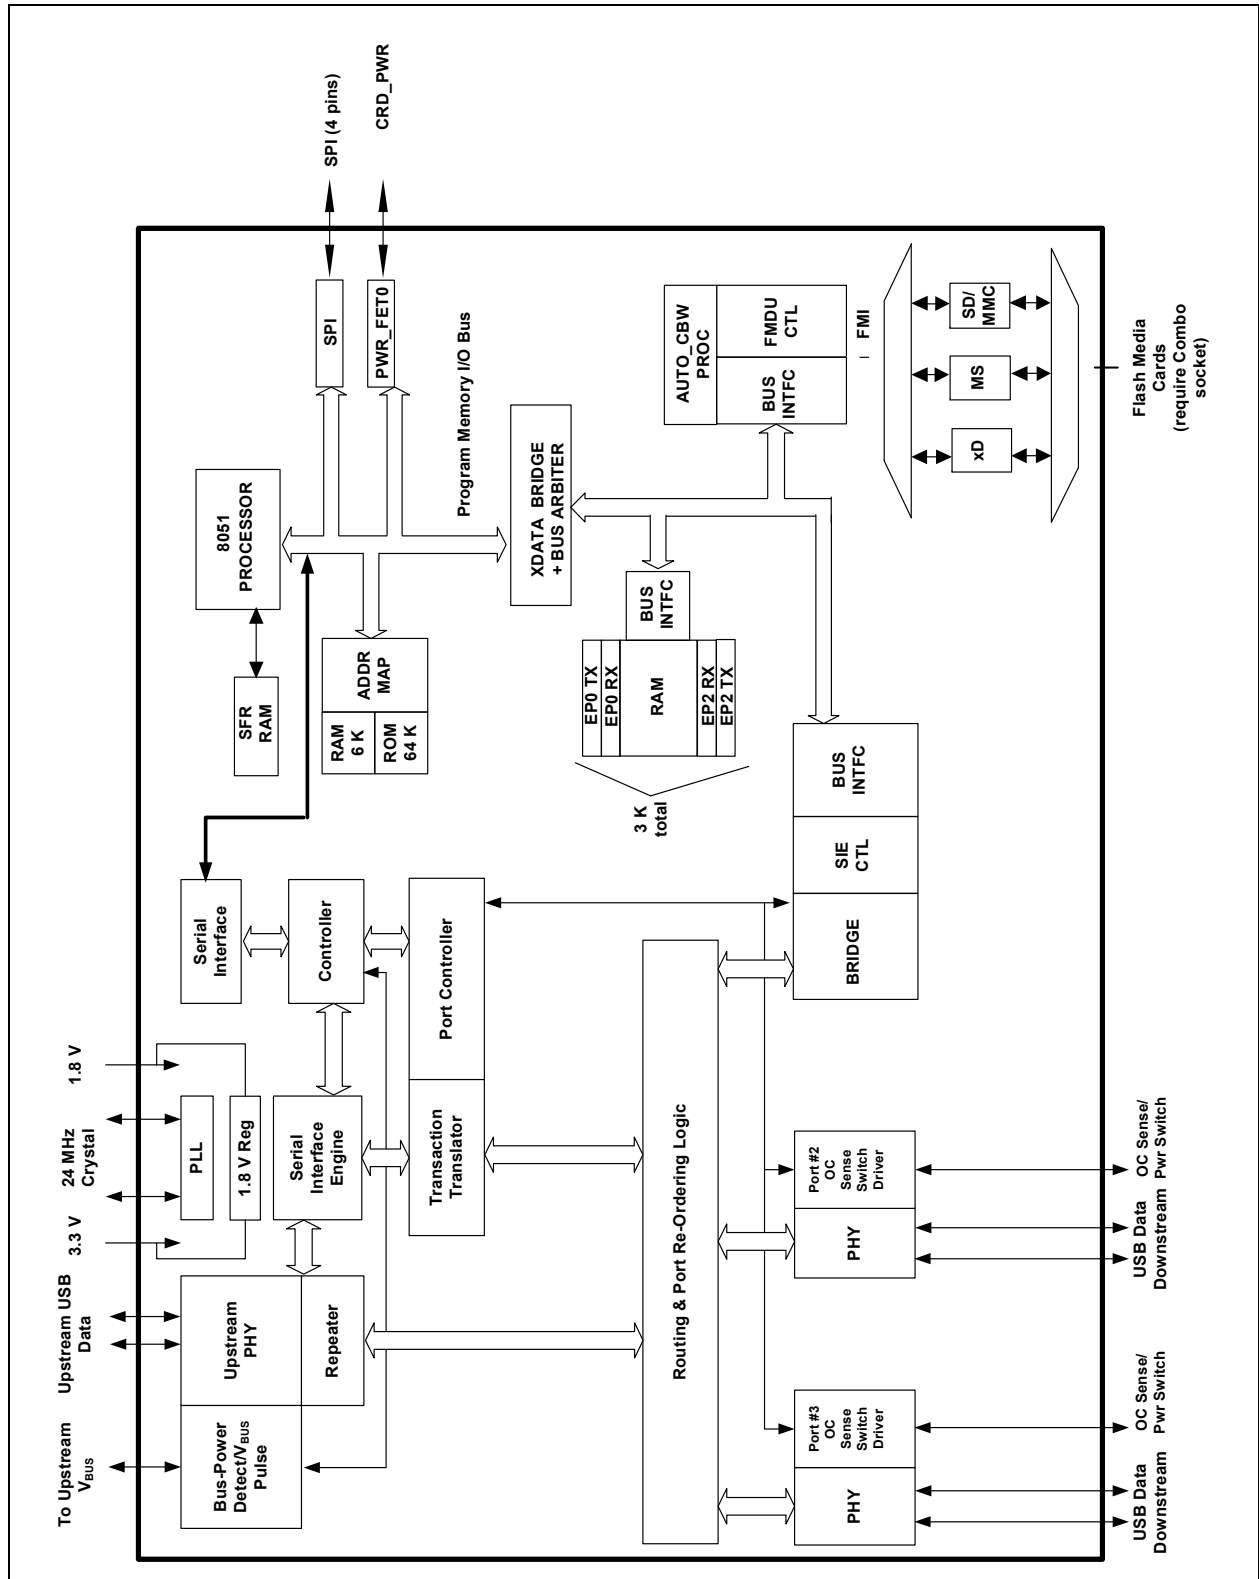 To Upstream
VBUS
Upstream USB
Data
3.3 V
24 MHz
Crystal
1.8 V
SPI (4 pins)
CRD_PWR
Bus-Power
Detect/VBUS
Pulse
Upstream
PHY
Repeater
PLL
1.8 V Reg
Serial
Interface
Engine
Serial
Interface
Controller
Transaction
Translator
Port Controller
SFR
RAM
8051
PROCESSOR
SPI
PWR_FET0
RAM
6 K
ROM
64 K
ADDR
MAP
Program Memory I/O Bus
XDATA BRIDGE
+ BUS ARBITER
3 K
total
EP0 TX
EP0 RX
RAM
EP2 RX
EP2 TX
BUS
INTFC
AUTO_CBW
PROC
BUS
INTFC
FMDU
CTL
FMI
xD
MS
SD/
MMC
Flash Media
Cards
(require Combo
socket)
Routing & Port Re-Ordering Logic
BRIDGE
SIE
CTL
BUS
INTFC
PHY
Port #3
OC
Sense
Switch
Driver
PHY
Port #2
OC
Sense
Switch
Driver
USB Data
Downstream
OC Sense/
Pwr Switch
USB Data
Downstream
OC Sense/
Pwr Switch